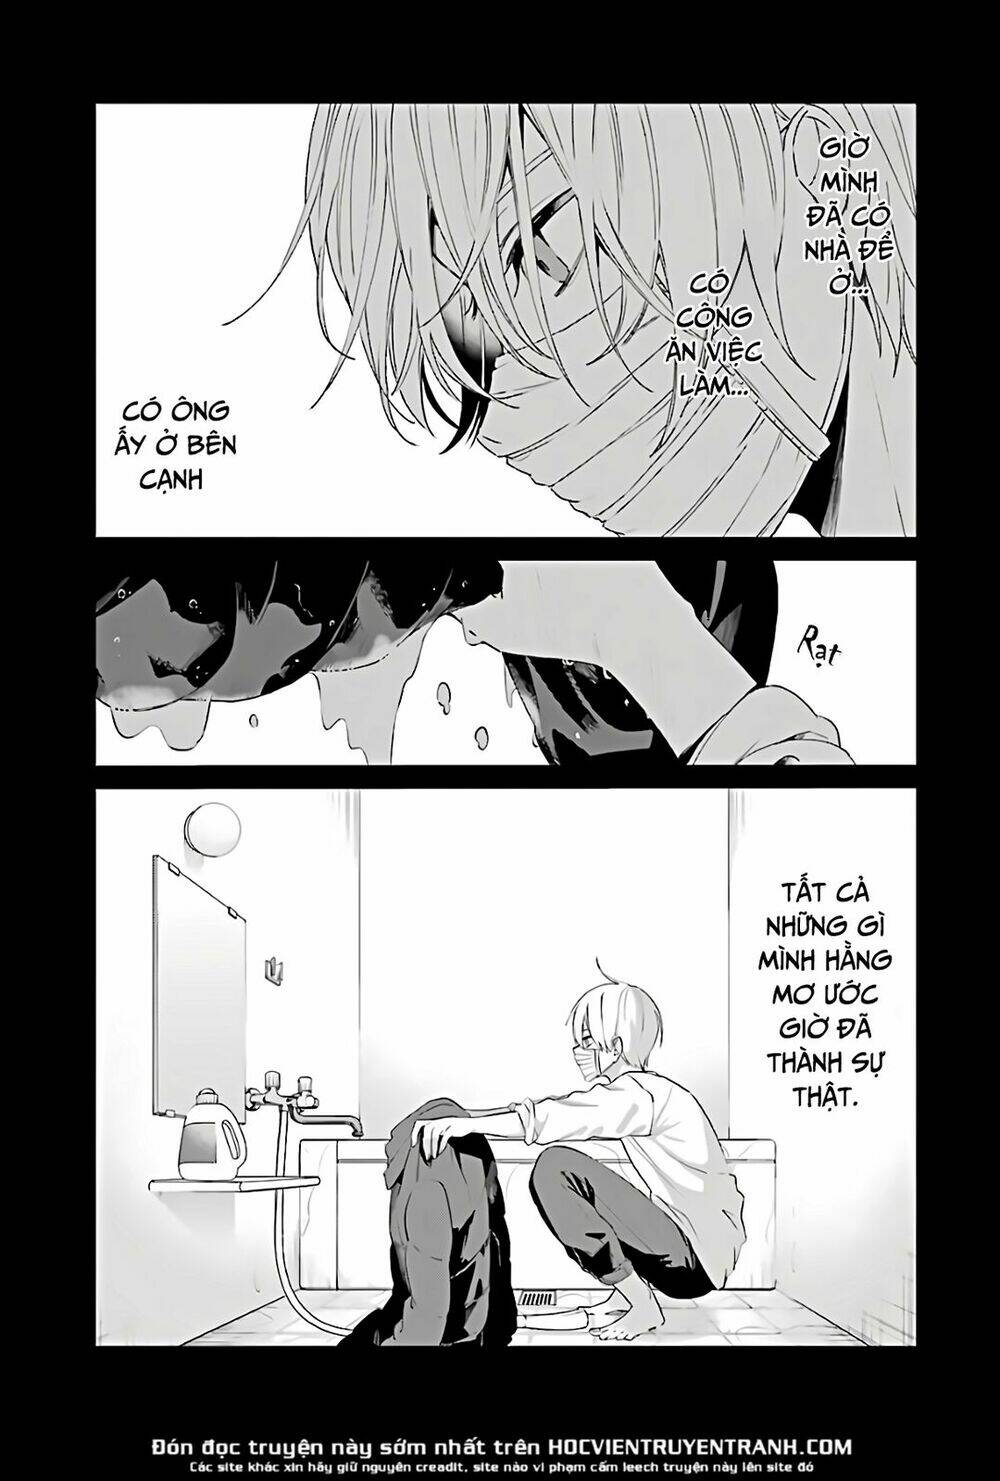 GIỜ
MÌNH
ĐÃ CÓ
NHÀ ĐỂ
Ở...
CÓ
CÔNG
ĂN VIỆC
LÀM...
CÓ ÔNG
ẤY Ở BÊN
CẠNH
Rạt
TẤT CẢ
NHỮNG GÌ
MÌNH HẰNG
MƠ ƯỚC
GIỜ ĐÃ
THÀNH SỰ
THẬT.
Đón đọc truyện này sớm nhất trên HOCVIENTRUYENTRANH.COM
Các site khác xin hãy giữ nguyên creadit, site nào vi phạm cấm leech truyện này lên site đó